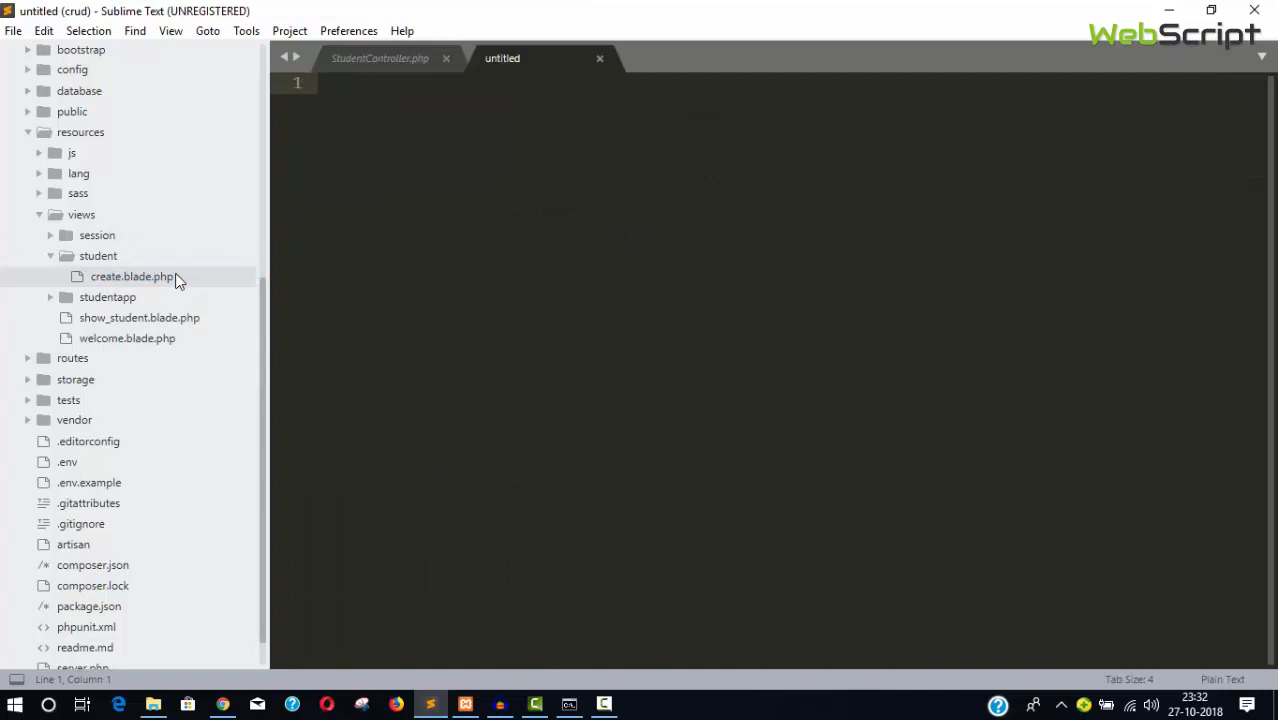 untitled (crud) - Sublime Text (UNREGISTERED)
File Edit Selection View Find Tools Project Preferences Help
WebScript
bootstrap
config
database
public
resources
js
lang
sass
views
session
student
create.blade.php
studentapp
show_student.blade.php
welcome.blade.php
routes
storage
tests
vendor
.editorconfig
.env
.env.example
.gitattributes
.gitignore
artisan
composer.json
composer.lock
package.json
phpunit.xml
readme.md
server.php
StudentController.php
untitled
1
Line 1, Column 1
Tab Size: 4
Plain Text
23:32
27-10-2018